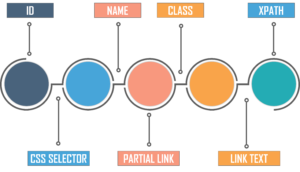 ID
NAME
CLASS
XPATH
CSS SELECTOR
PARTIAL LINK
LINK TEXT